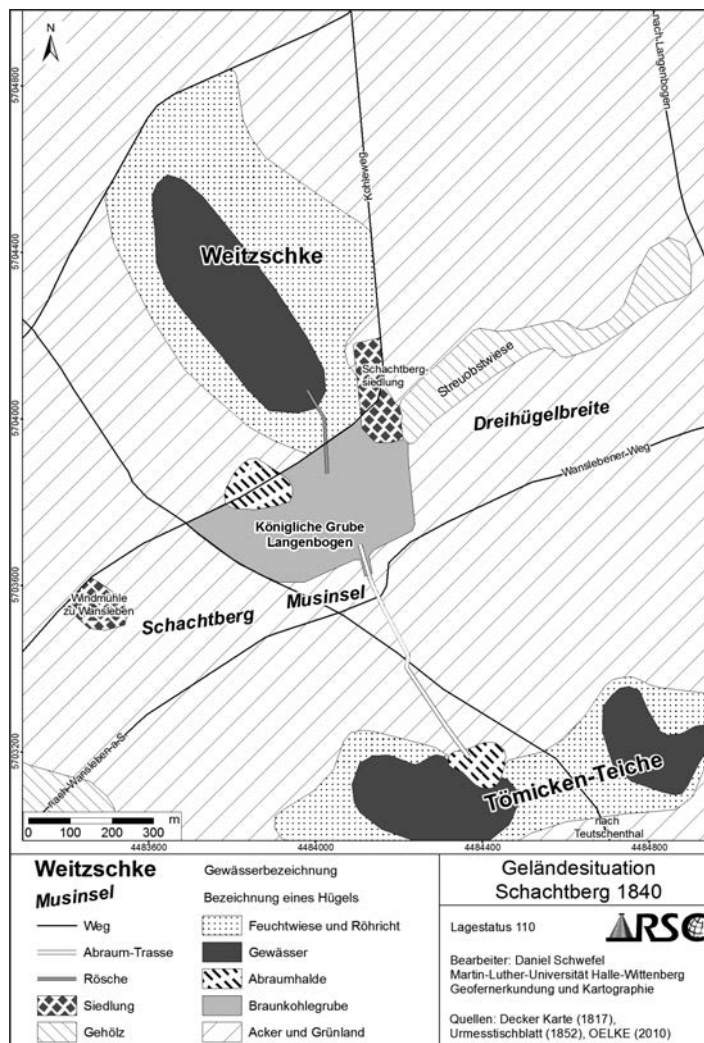 N
nach Langenbogen
5704800
Kohleweg
Weitzschke
5704400
Schachtberg-
siedlung
Streuobstwiese
5704000
Dreihügelbreite
Wanslebener-Weg
Königliche Grube
Langenbogen
5703600
Windmühle
zu Wansleben
Schachtberg
Musinsel
5703200
nach-Wansleben-a-S.
Tömicken-Teiche
nach
Teutschenthal
0 100 200 300 m
4483600 4484000 4484400 4484800
Weitzschke Gewässerbezeichnung
Musinsel Bezeichnung eines Hügels
Weg
Abraum-Trasse
Rösche
Siedlung
Gehölz
Feuchtwiese und Röhricht
Gewässer
Abraumhalde
Braunkohlegrube
Acker und Grünland
Geländesituation
Schachtberg 1840
Lagestatus 110
Bearbeiter: Daniel Schwefel
Martin-Luther-Universität Halle-Wittenberg
Geofernerkundung und Kartographie
Quellen: Decker Karte (1817),
Urmesstischblatt (1852), OELKE (2010)